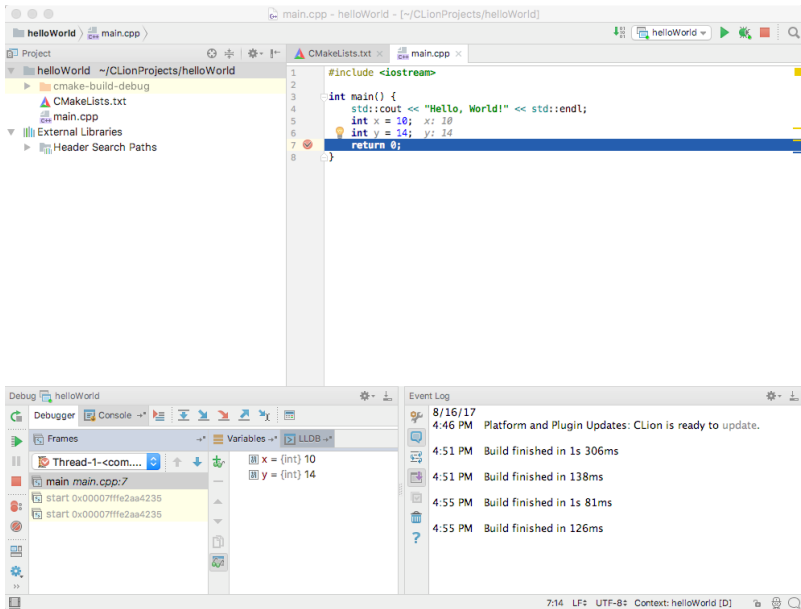 main.cpp - helloWorld - [~/CLionProjects/helloWorld]
helloWorld main.cpp helloWorld
Project CMakeLists.txt × main.cpp ×
helloWorld ~/CLionProjects/helloWorld
cmake-build-debug
CMakeLists.txt
main.cpp
External Libraries
Header Search Paths
1 #include <iostream>
2
3 int main() {
4 std::cout << "Hello, World!" << std::endl;
5 int x = 10; x: 10
6 int y = 14; y: 14
7 return 0;
8 }
Debug helloWorld
Debugger Console
Frames Variables LLDB
Thread-1-<com....
main main.cpp:7
start 0x00007fffe2aa4235
start 0x00007fffe2aa4235
x = {int} 10
y = {int} 14
Event Log
8/16/17
4:46 PM Platform and Plugin Updates: CLion is ready to update.
4:51 PM Build finished in 1s 306ms
4:51 PM Build finished in 138ms
4:55 PM Build finished in 1s 81ms
4:55 PM Build finished in 126ms
7:14 LF UTF-8 Context: helloWorld [D]